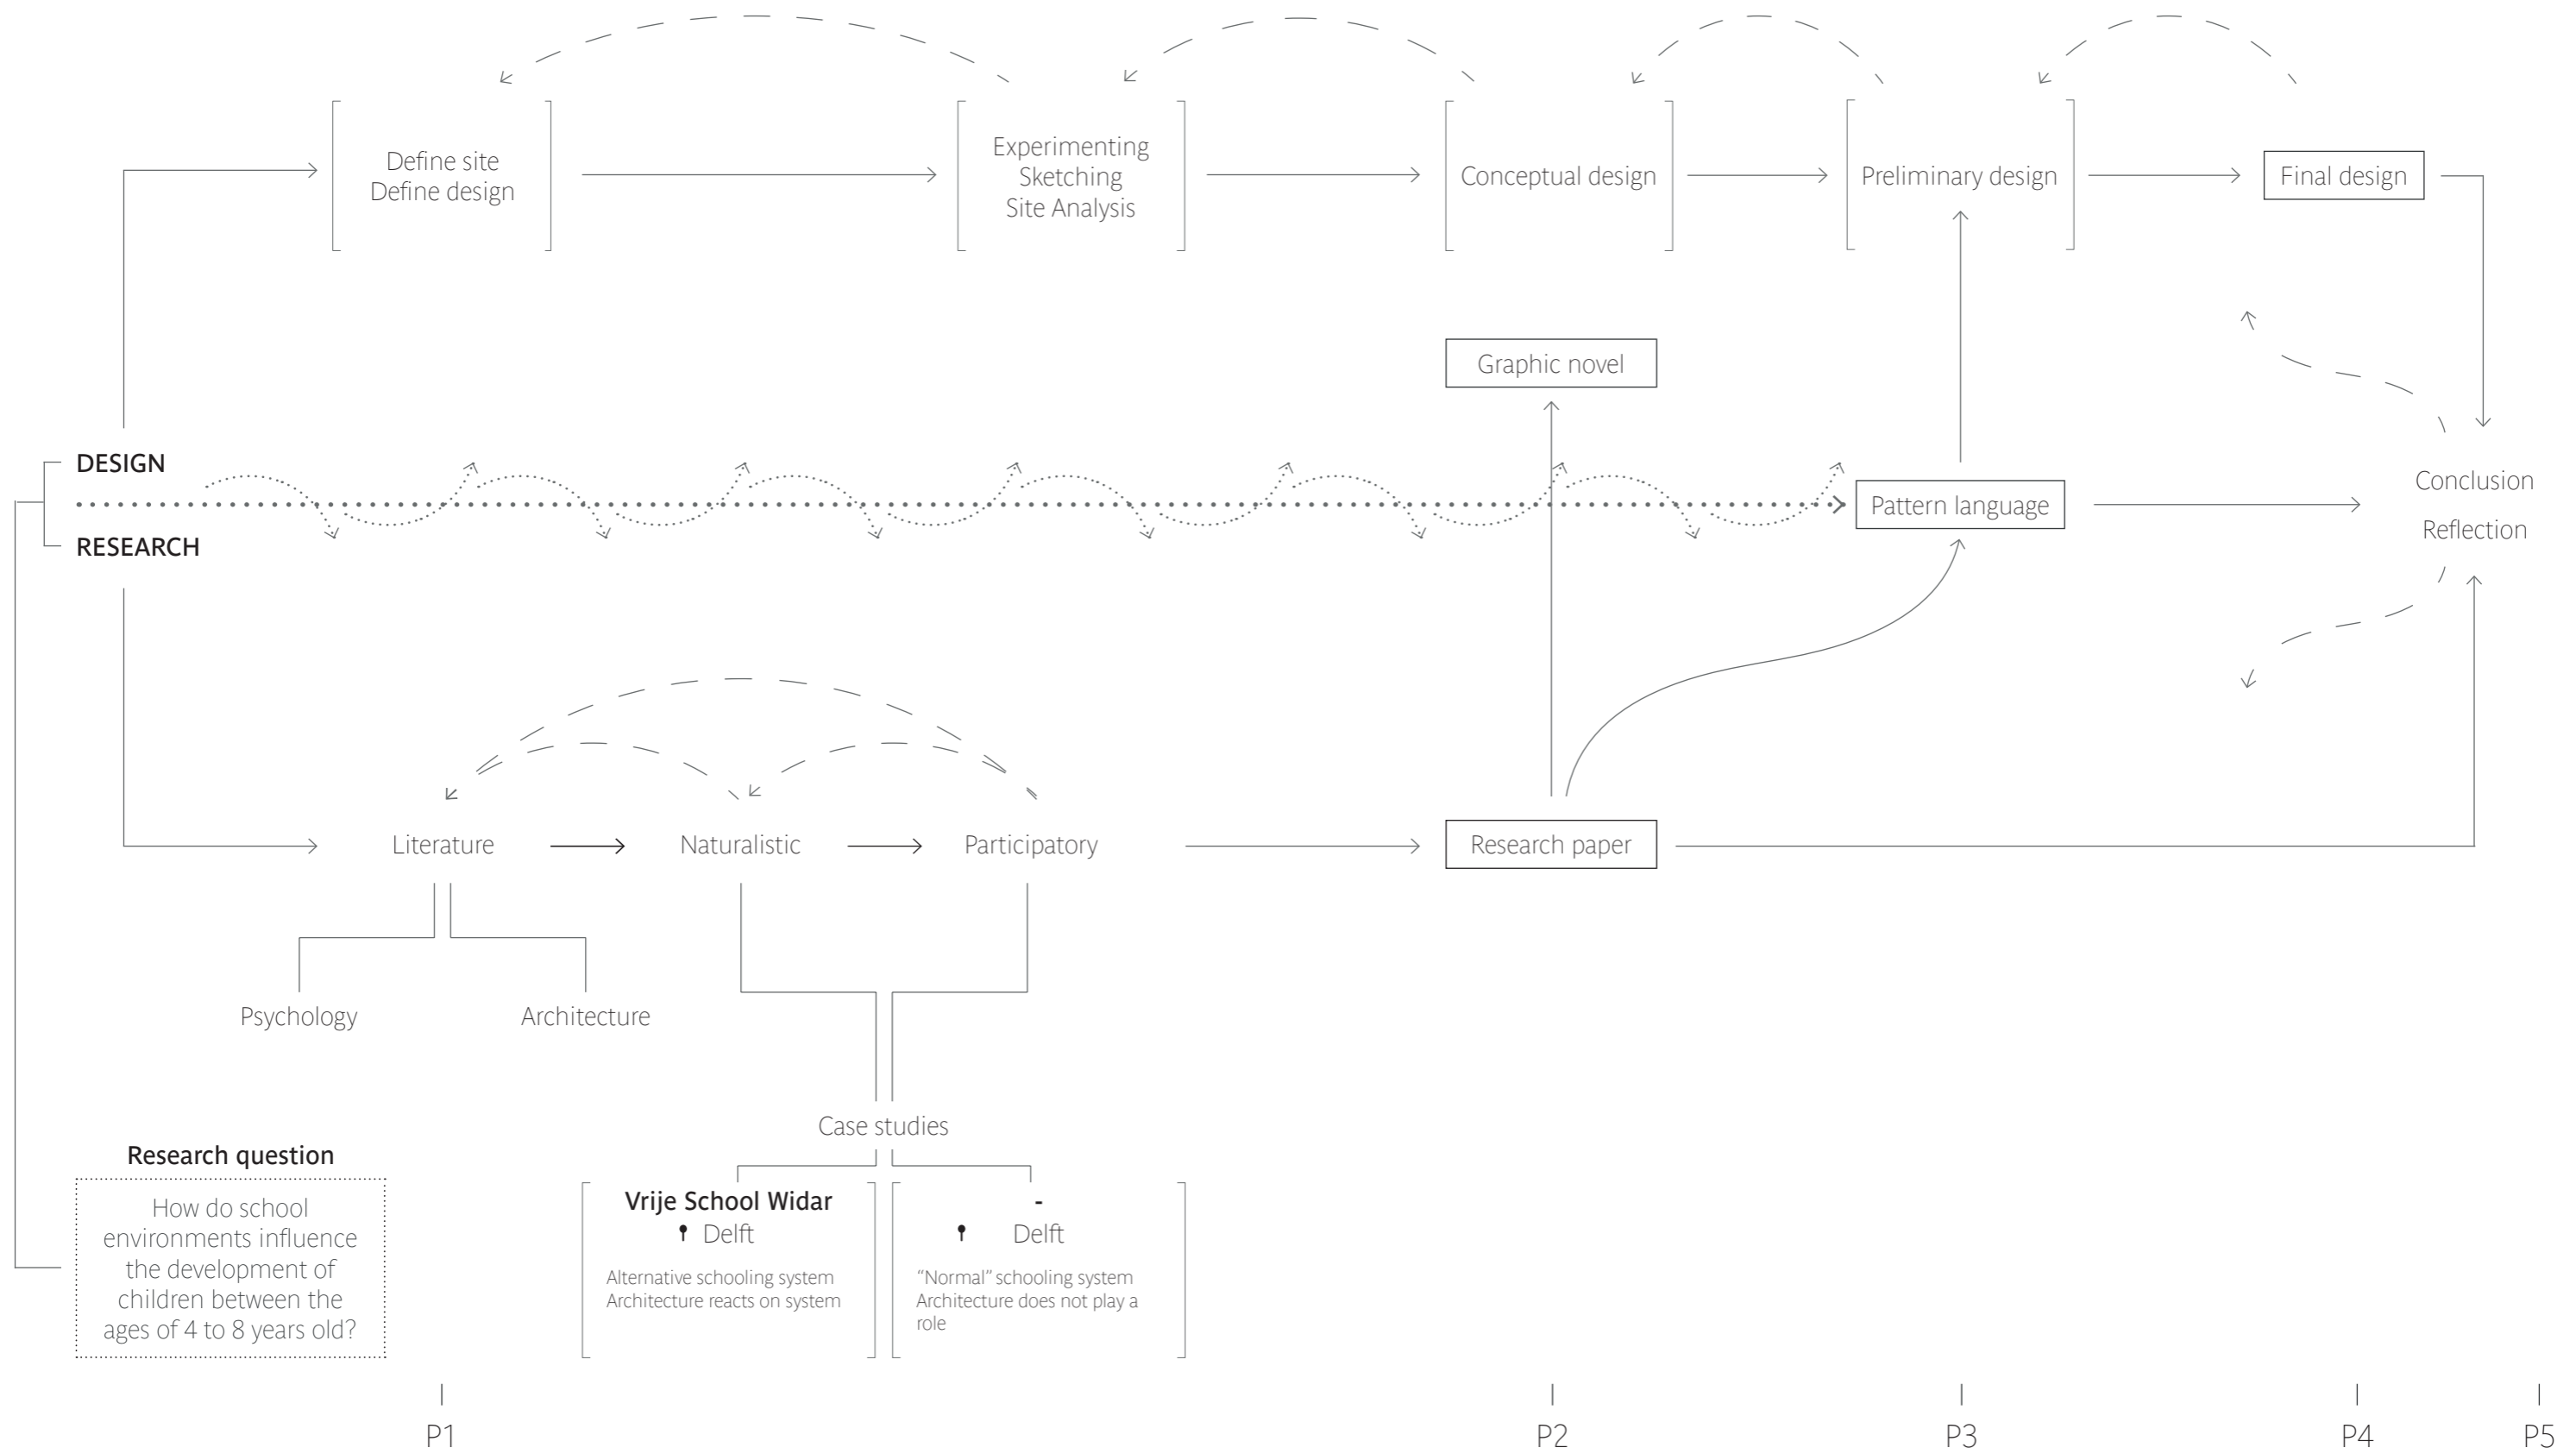 Define site
Define design
Experimenting
Sketching
Site Analysis
Conceptual design
Preliminary design
Final design
Graphic novel
DESIGN
RESEARCH
Pattern language
Conclusion
Reflection
Literature
Naturalistic
Participatory
Research paper
Psychology
Architecture
Case studies
Research question
How do school
environments influence
the development of
children between the
ages of 4 to 8 years old?
Vrije School Widar
Delft
Alternative schooling system
Architecture reacts on system
-
Delft
“Normal” schooling system
Architecture does not play a
role
P1
P2
P3
P4
P5